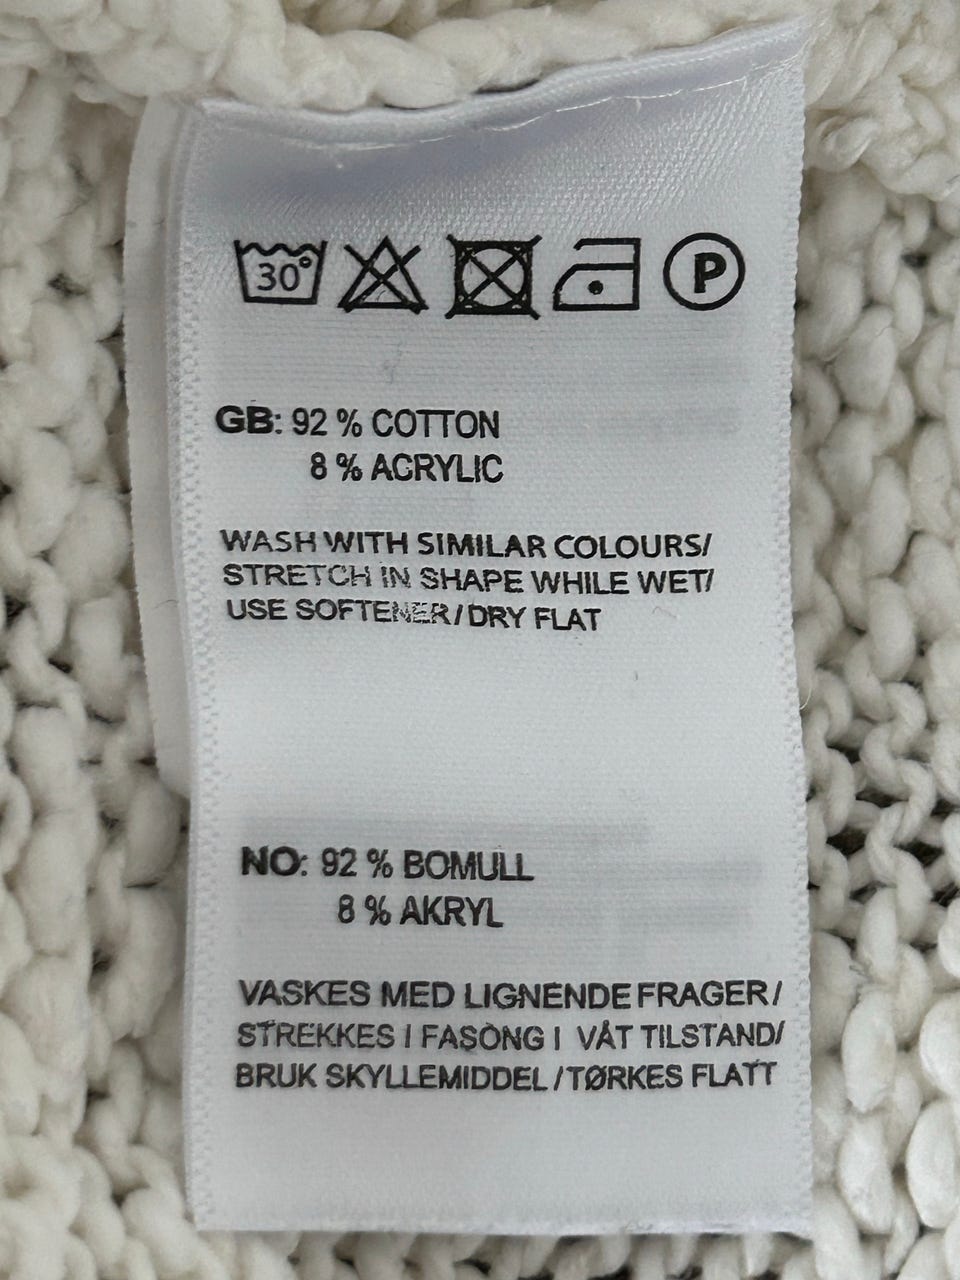 30°
P
GB: 92 % COTTON
8 % ACRYLIC
WASH WITH SIMILAR COLOURS/
STRETCH IN SHAPE WHILE WET/
USE SOFTENER/DRY FLAT
NO: 92 % BOMULL
8 % AKRYL
VASKES MED LIGNENDE FRAGER/
STREKKES I FASONG I VÅT TILSTAND/
BRUK SKYLLEMIDDEL/TØRKES FLATT